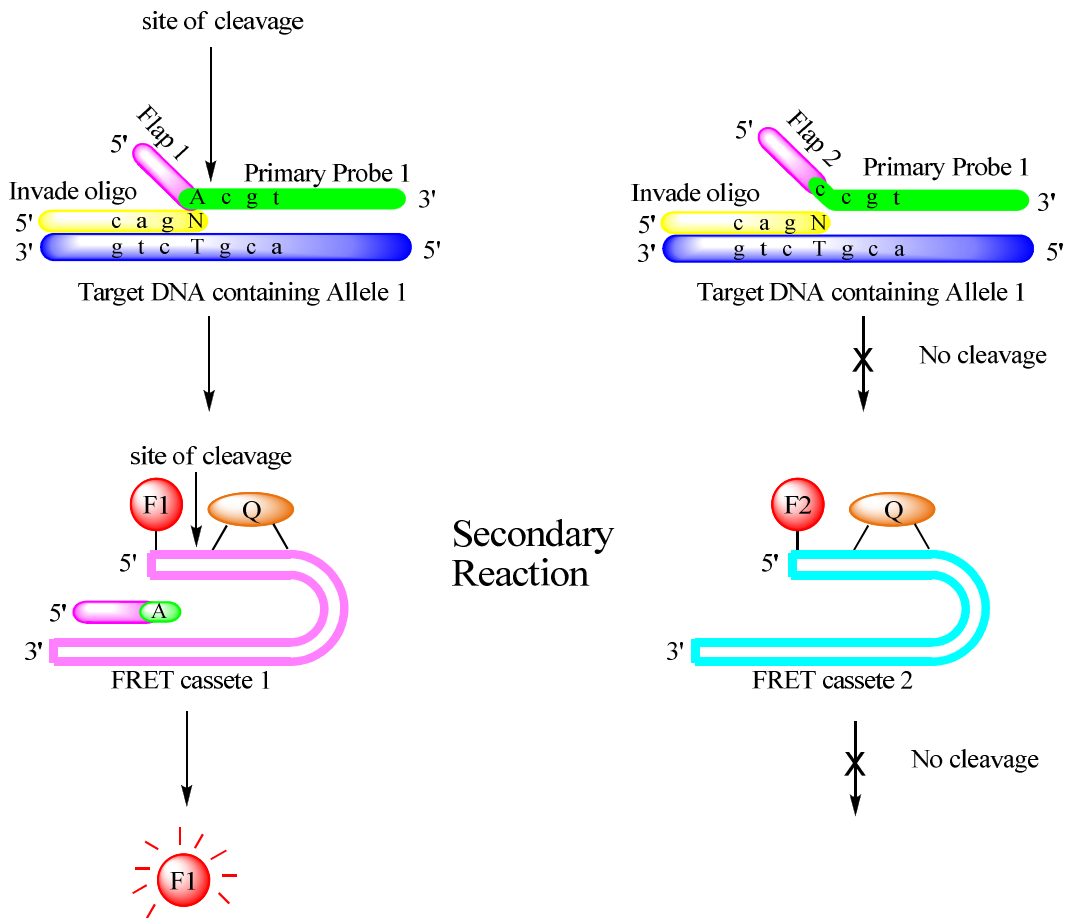 site of cleavage
5' Flap 1
A c g t
Primary Probe 1
3'
Invade oligo
5' c a g N
3' g t c T g c a 5'
Target DNA containing Allele 1
5' Flap 2
c c g t
Primary Probe 1
3'
Invade oligo
5' c a g N
3' g t c T g c a 5'
Target DNA containing Allele 1
X No cleavage
site of cleavage
F1 Q
5'
5' A
3'
FRET cassete 1
Secondary
Reaction
F2 Q
5'
3'
FRET cassete 2
X No cleavage
F1